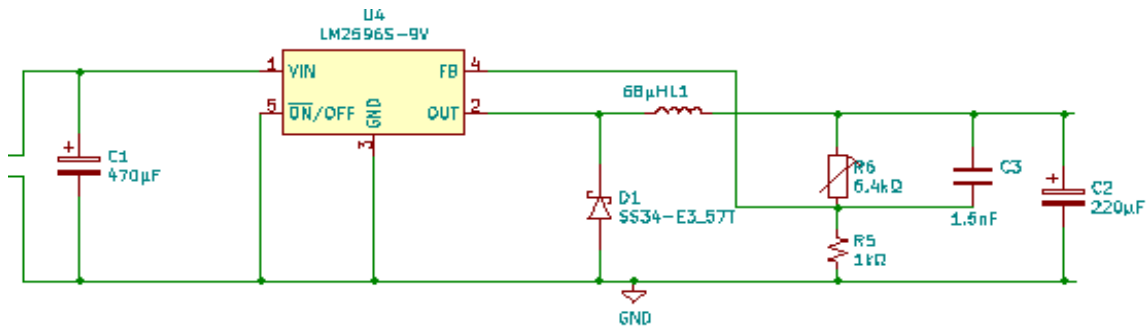 U4
LM2596S-9V
1
VIN
FB
4
5
ON/OFF
GND
OUT
2
3
68µHL1
C1
470µF
D1
SS34-E3_57T
R6
6.4kΩ
C3
1.5nF
C2
220µF
R5
1kΩ
GND